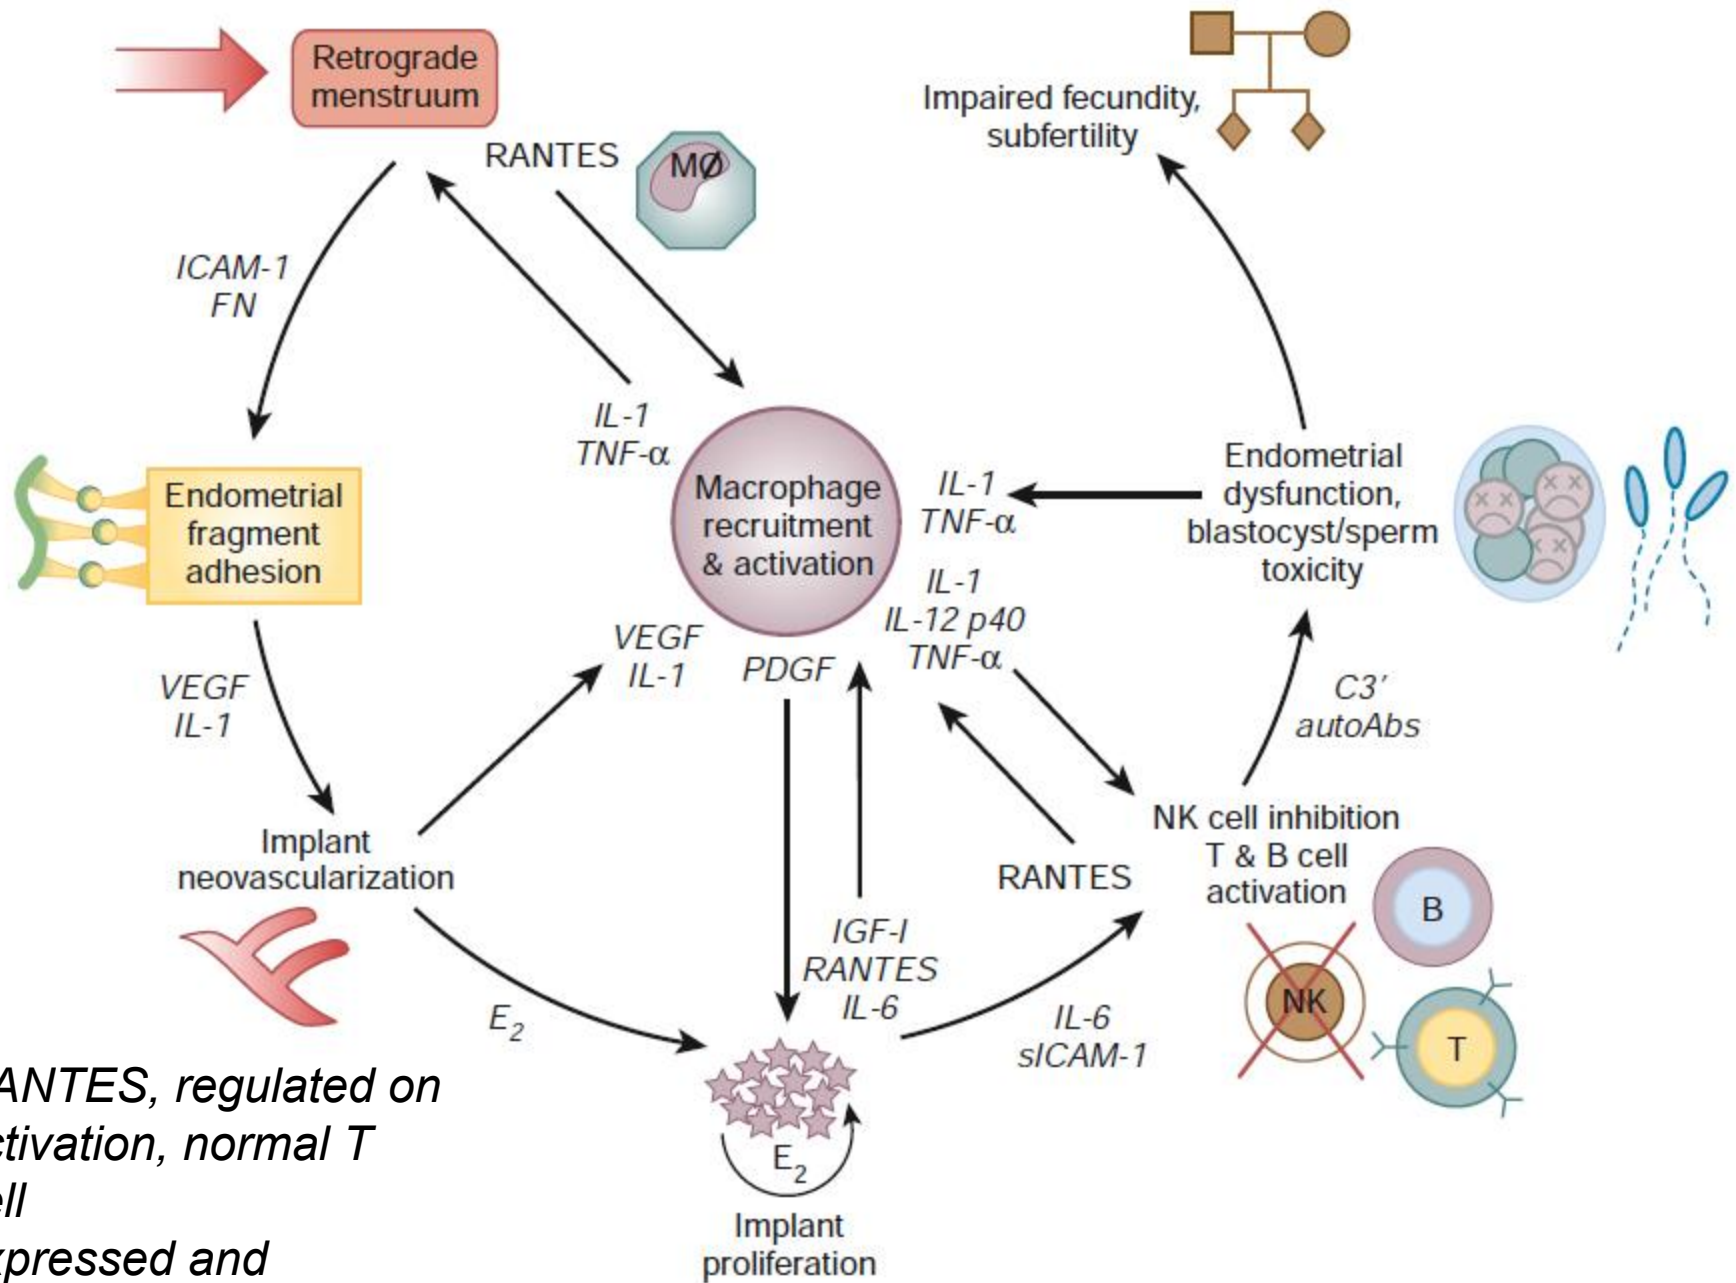 Retrograde
menstruum
RANTES
MØ
Impaired fecundity,
subfertility
ICAM-1
FN
IL-1
TNF-α
Endometrial
fragment
adhesion
Macrophage
recruitment
& activation
IL-1
TNF-α
Endometrial
dysfunction,
blastocyst/sperm
toxicity
IL-1
IL-12 p40
TNF-α
VEGF
IL-1
PDGF
VEGF
IL-1
C3′
autoAbs
Implant
neovascularization
NK cell inhibition
T & B cell
activation
RANTES
B
NK
T
IGF-I
RANTES
IL-6
E2
IL-6
sICAM-1
E2
Implant
proliferation
ANTES, regulated on
ctivation, normal T
ell
xpressed and